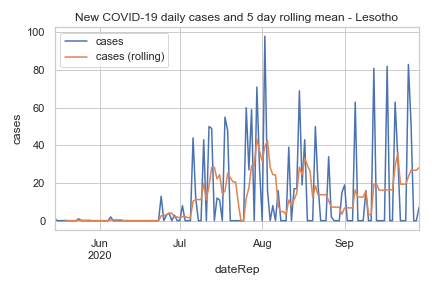 New COVID-19 daily cases and 5 day rolling mean - Lesotho
cases
cases (rolling)
100
80
60
40
20
0
cases
Jun
2020
Jul
Aug
Sep
dateRep